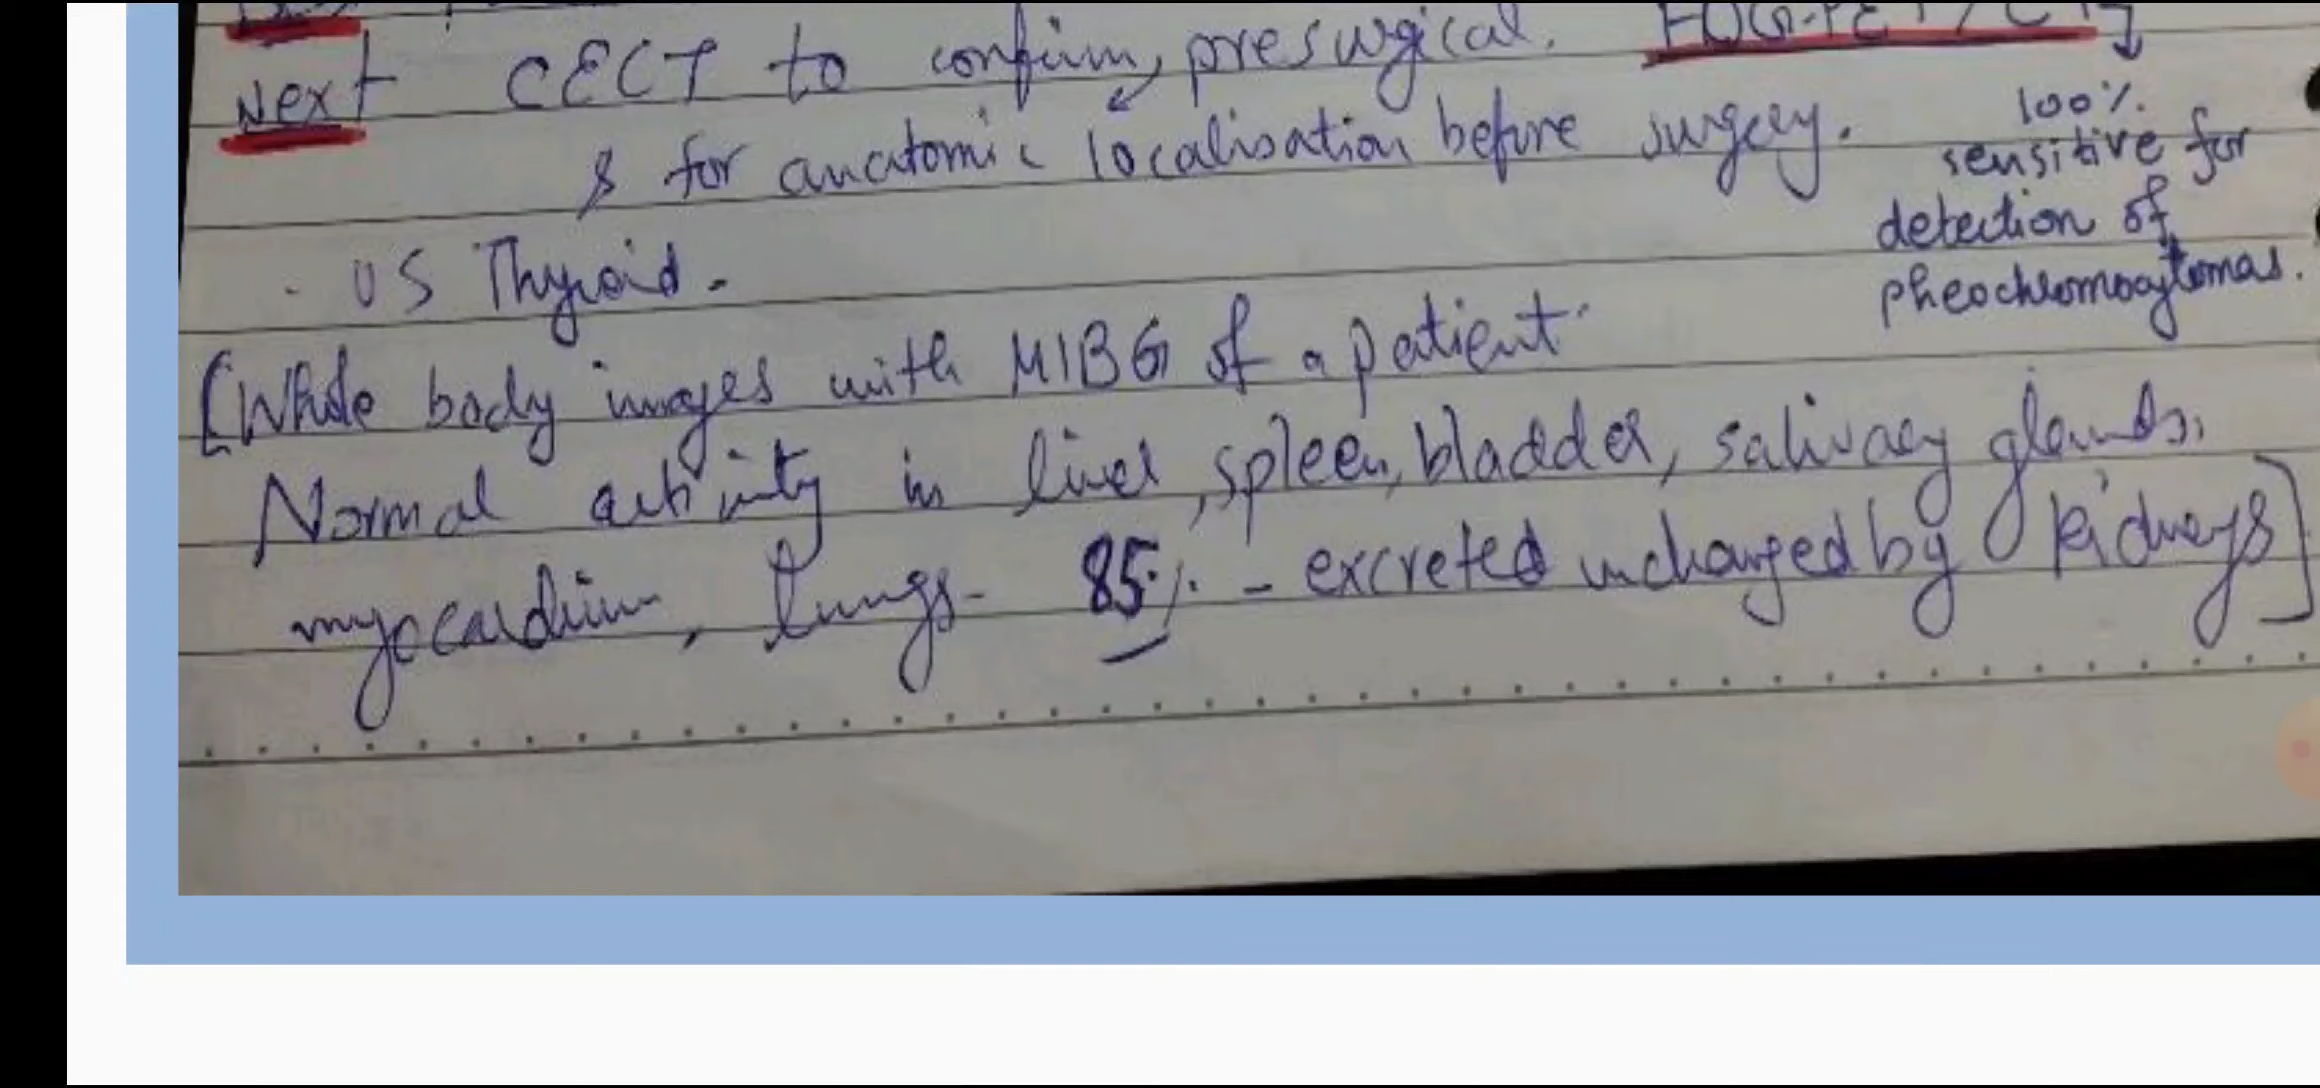 Next CECT to confirm, presurgical. FDG-PET/CT
& for anatomic localisation before surgery.
100%.
sensitive for
detection of
pheochromocytomas.
. US Thyroid.
[Whole body images with MIBG of a patient.
Normal activity in liver, spleen, bladder, salivary glands,
myocardium, lungs. 85% - excreted unchanged by kidneys]